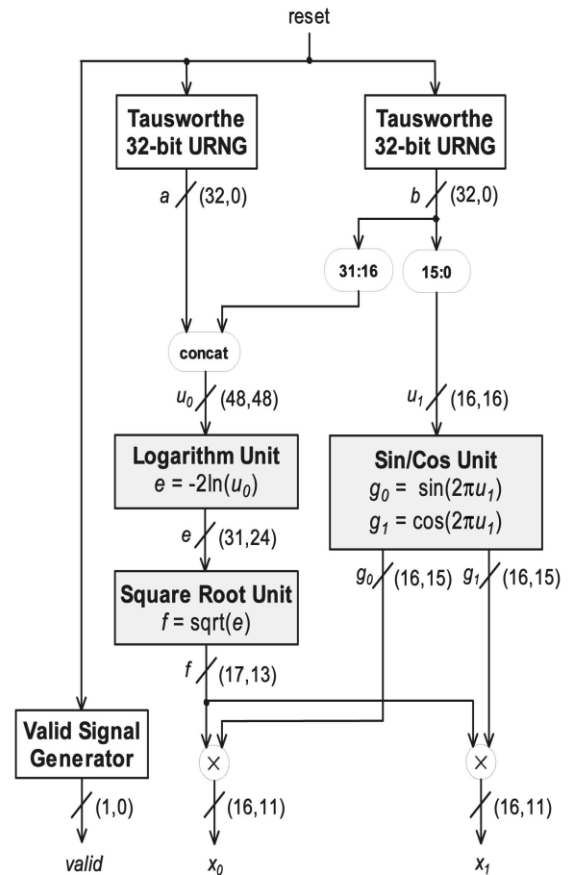 reset
Tausworthe
32-bit URNG
Tausworthe
32-bit URNG
a (32,0)
b (32,0)
31:16
15:0
concat
u₀ (48,48)
u₁ (16,16)
Logarithm Unit
e = -2ln(u₀)
Sin/Cos Unit
g₀ = sin(2πu₁)
g₁ = cos(2πu₁)
e (31,24)
g₀ (16,15)
g₁ (16,15)
Square Root Unit
f = sqrt(e)
f (17,13)
Valid Signal
Generator
×
×
(1,0)
(16,11)
(16,11)
valid
x₀
x₁